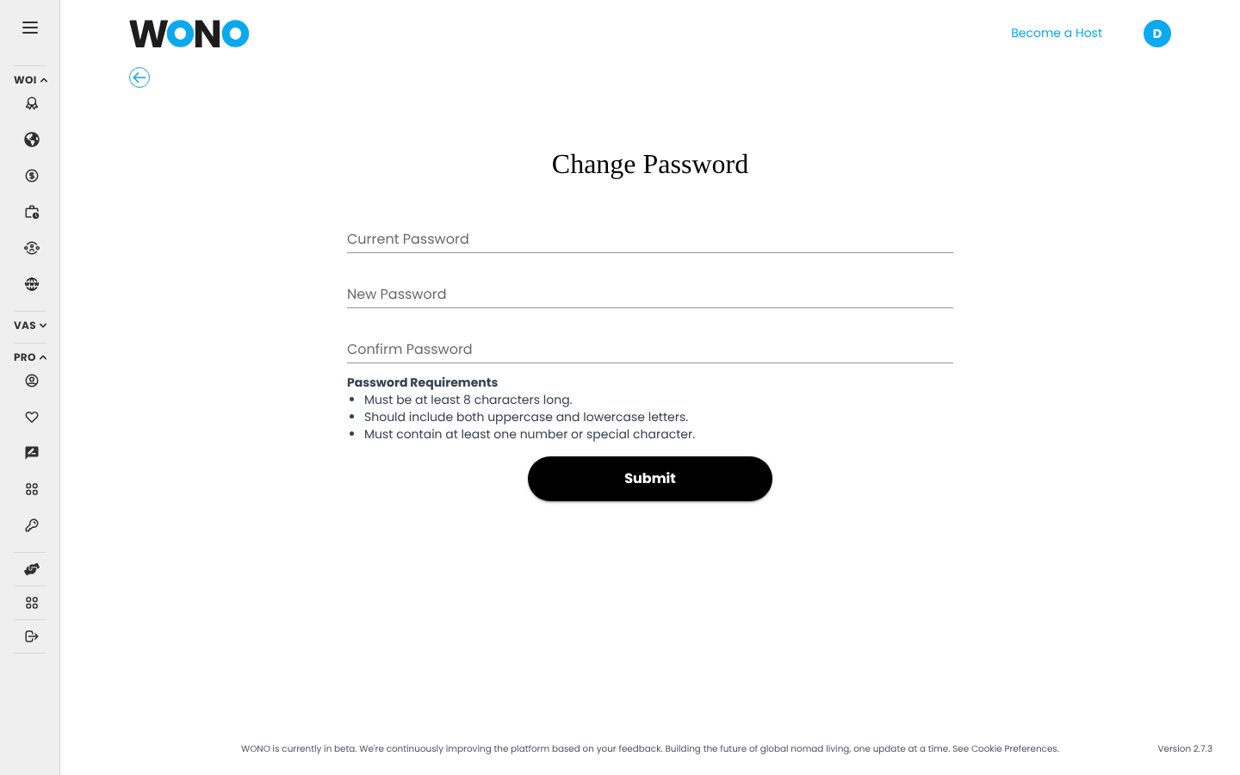 WONO
Become a Host
D
WOI
VAS
PRO
Change Password
Current Password
New Password
Confirm Password
Password Requirements
Must be at least 8 characters long.
Should include both uppercase and lowercase letters.
Must contain at least one number or special character.
Submit
WONO is currently in beta. We're continuously improving the platform based on your feedback. Building the future of global nomad living, one update at a time. See Cookie Preferences.
Version 2.7.3